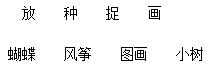 放 种 捉 画
蝴蝶 风筝 图画 小树